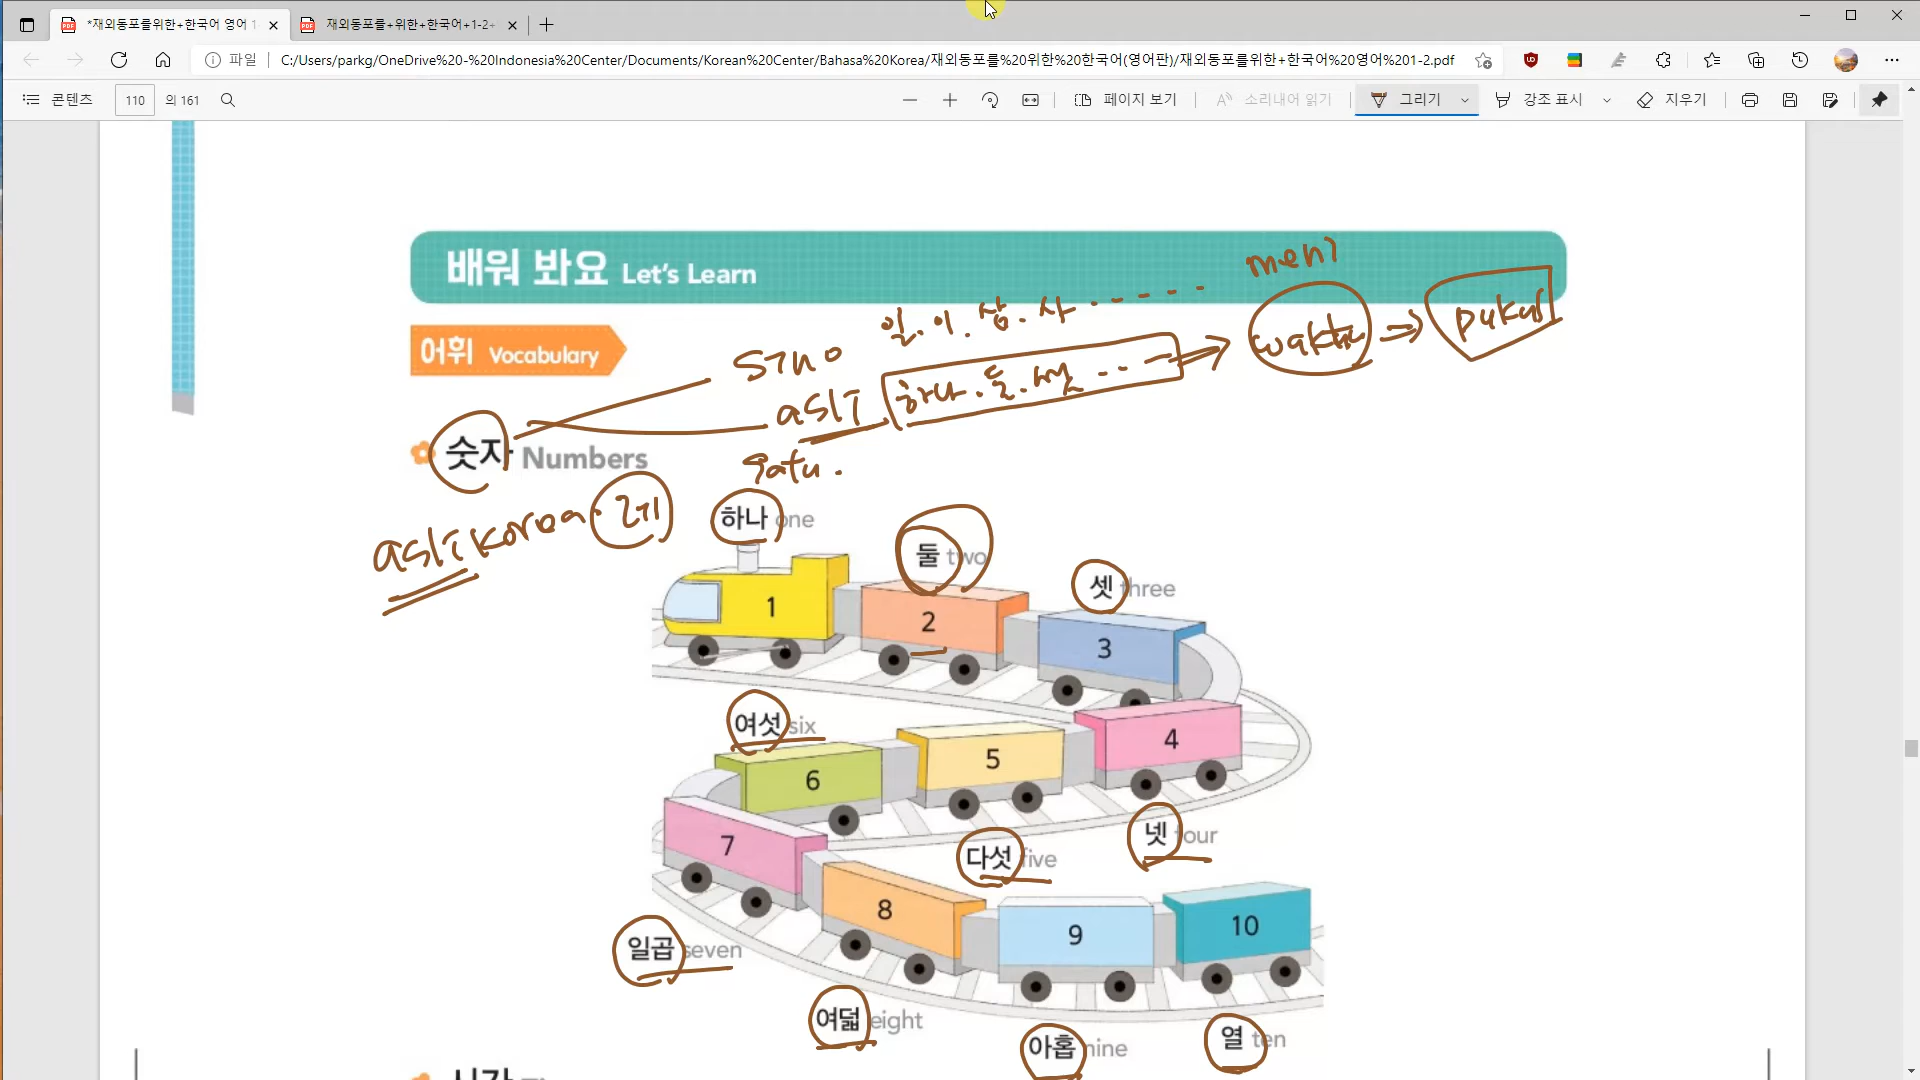 *재외동포를위한+한국어 영어 1
재외동포를+위한+한국어+1-2+
파일
C:/Users/parkg/OneDrive%20-%20Indonesia%20Center/Documents/Korean%20Center/Bahasa%20Korea/재외동포를%20위한%20한국어(영어판)/재외동포를위한+한국어%20영어%201-2.pdf
콘텐츠 110 의 161
페이지 보기
소리내어 읽기
그리기
강조 표시
지우기
배워 봐요 Let's Learn
meni
일. 이. 삼. 사
waktu
pukul
어휘 Vocabulary
sino
asli 하나. 둘. 셋
숫자 Numbers
satu.
asli korea.
하나 one
둘 two
셋 three
1
2
3
여섯 six
4
5
6
7
넷 four
다섯 five
8
9
10
일곱 seven
여덟 eight
아홉 nine
열 ten